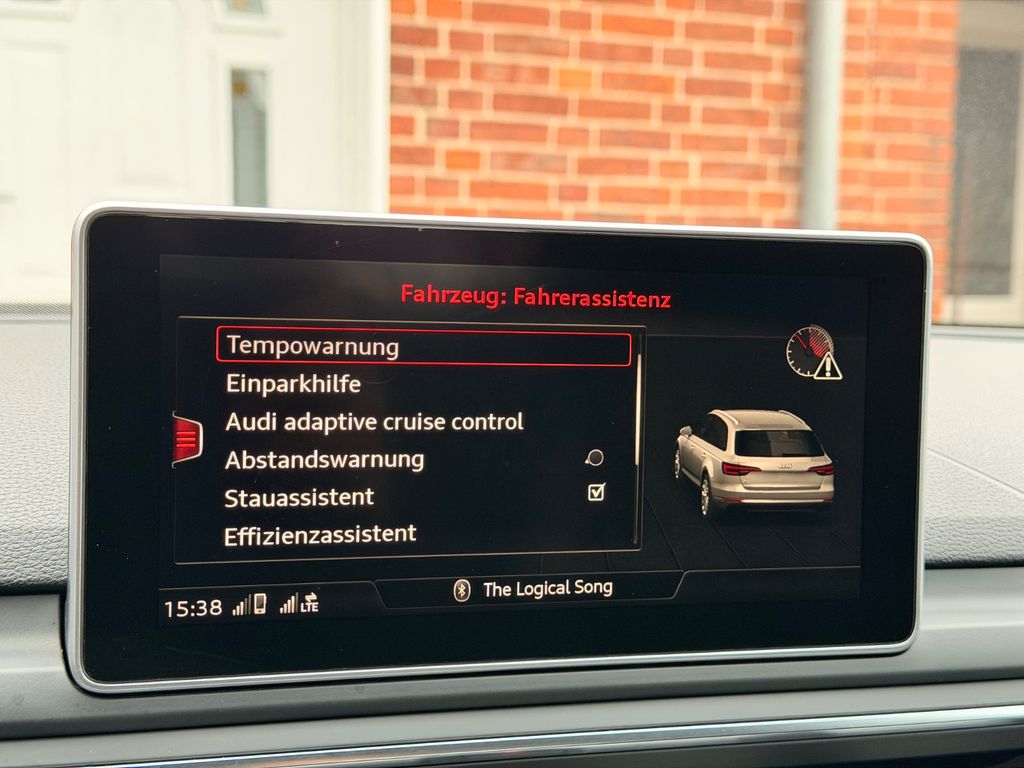 Fahrzeug: Fahrerassistenz
Tempowarnung
Einparkhilfe
Audi adaptive cruise control
Abstandswarnung
Stauassistent
Effizienzassistent
The Logical Song
15:38 LTE